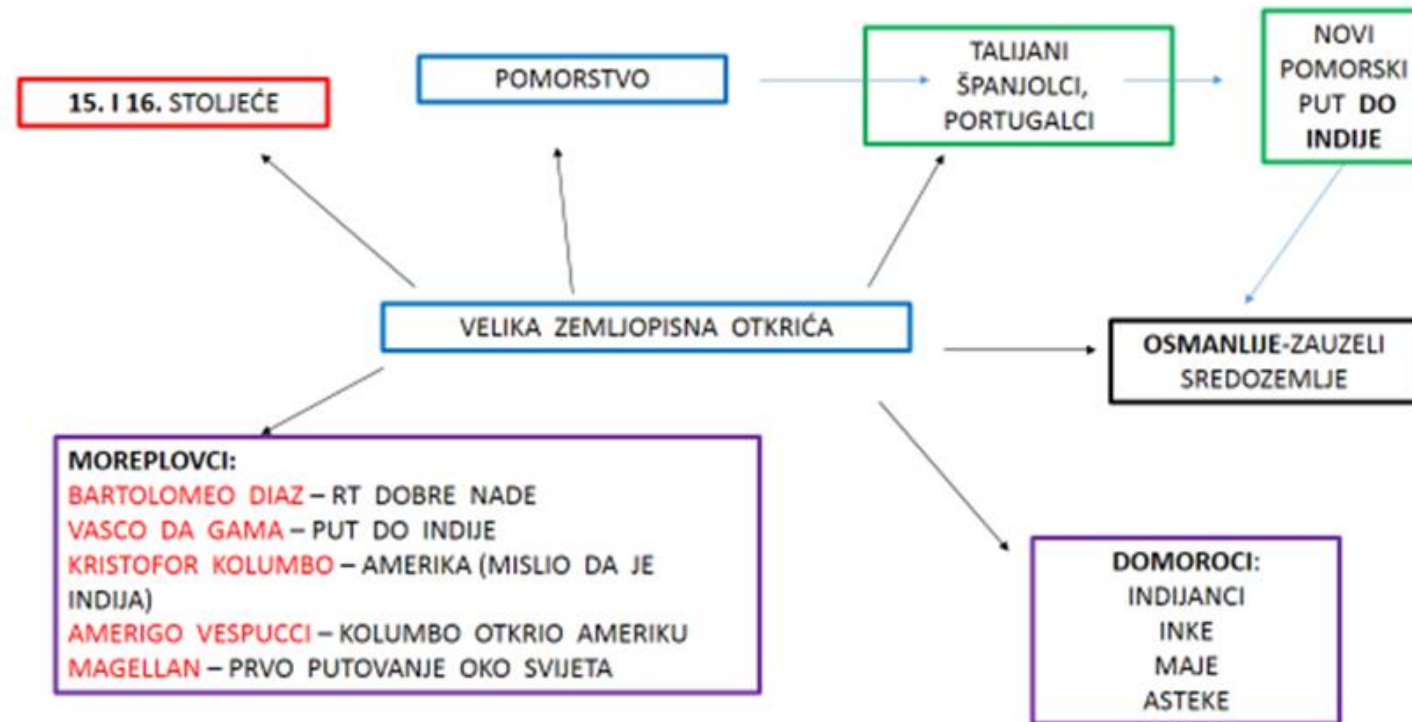 15. I 16. STOLJEĆE
POMORSTVO
TALIJANI
ŠPANJOLCI,
PORTUGALCI
NOVI
POMORSKI
PUT DO
INDIJE
VELIKA ZEMLJOPISNA OTKRIĆA
OSMANLIJE-ZAUZELI
SREDOZEMLJE
MOREPLOVCI:
BARTOLOMEO DIAZ – RT DOBRE NADE
VASCO DA GAMA – PUT DO INDIJE
KRISTOFOR KOLUMBO – AMERIKA (MISLIO DA JE
INDIJA)
AMERIGO VESPUCCI – KOLUMBO OTKRIO AMERIKU
MAGELLAN – PRVO PUTOVANJE OKO SVIJETA
DOMOROCI:
INDIJANCI
INKE
MAJE
ASTEKE